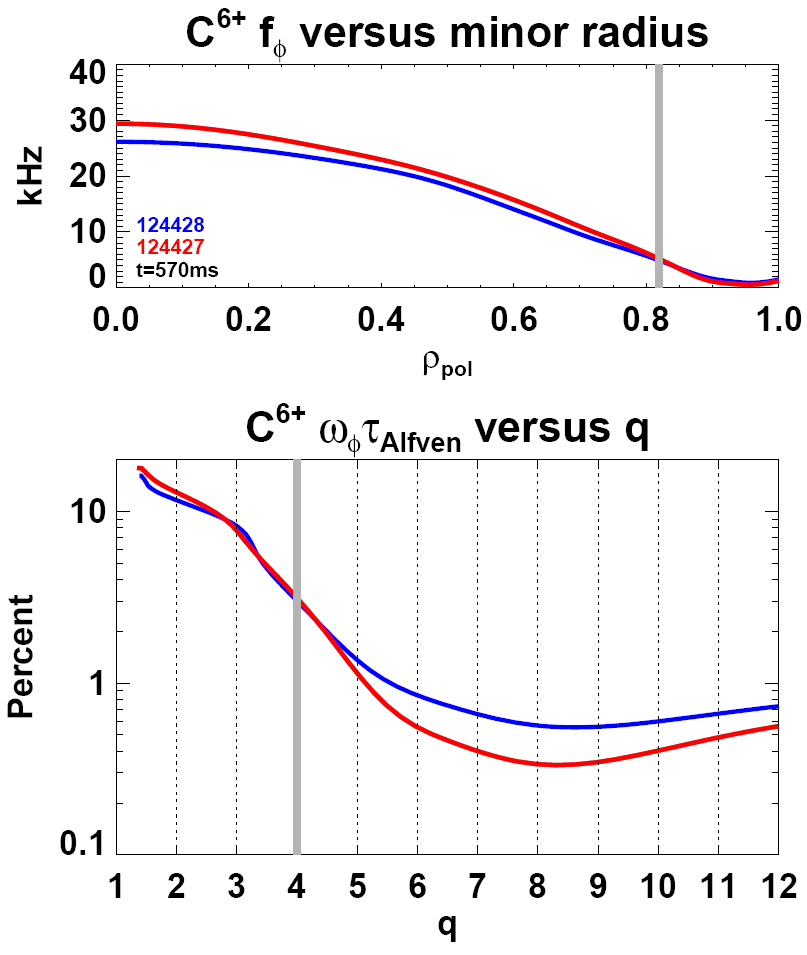 C⁶⁺ fϕ versus minor radius
40
30
20
10
0
kHz
124428
124427
t=570ms
0.0 0.2 0.4 0.6 0.8 1.0
ρpol
C⁶⁺ ωϕτAlfven versus q
10
1
0.1
Percent
1 2 3 4 5 6 7 8 9 10 11 12
q